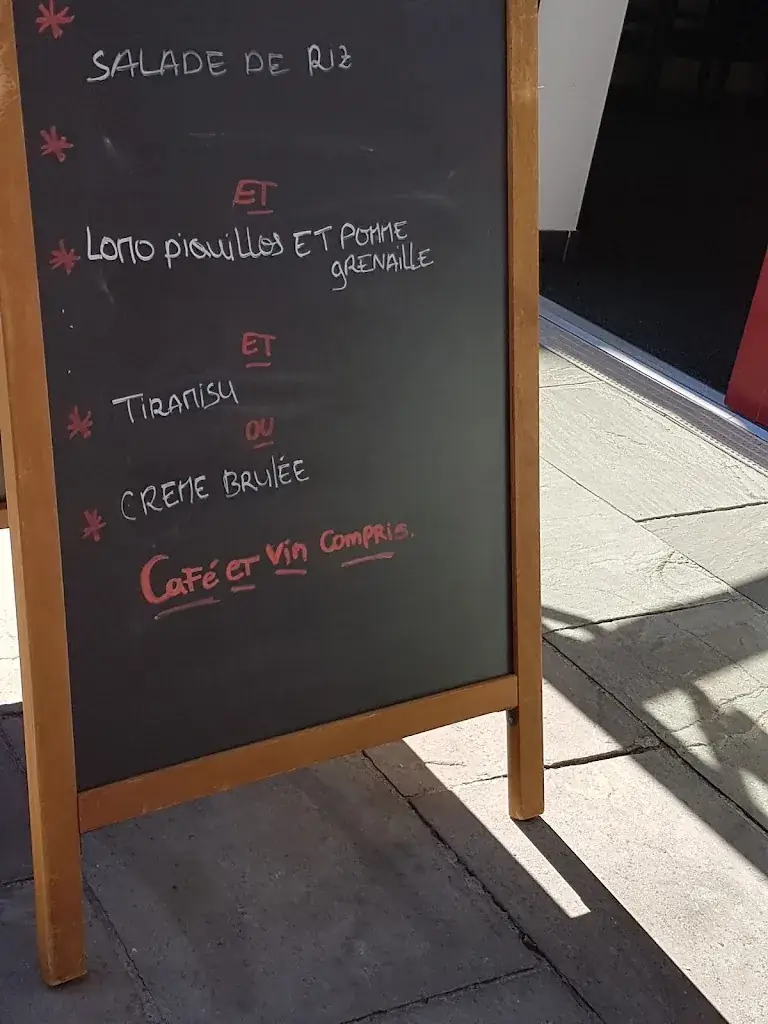 * SALADE DE RIZ
*
ET
* LOMO piquillos ET POMME
GRENAILLE
ET
* TIRAMISU
OU
* CREME BRULÉE
CAFÉ ET VIN COMPRIS.